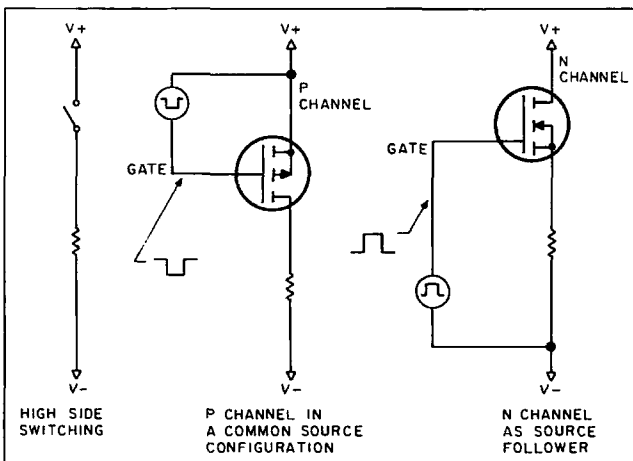 V+
V+
V+
P
CHANNEL
N
CHANNEL
GATE
GATE
V-
V-
V-
HIGH SIDE
SWITCHING
P CHANNEL IN
A COMMON SOURCE
CONFIGURATION
N CHANNEL
AS SOURCE
FOLLOWER